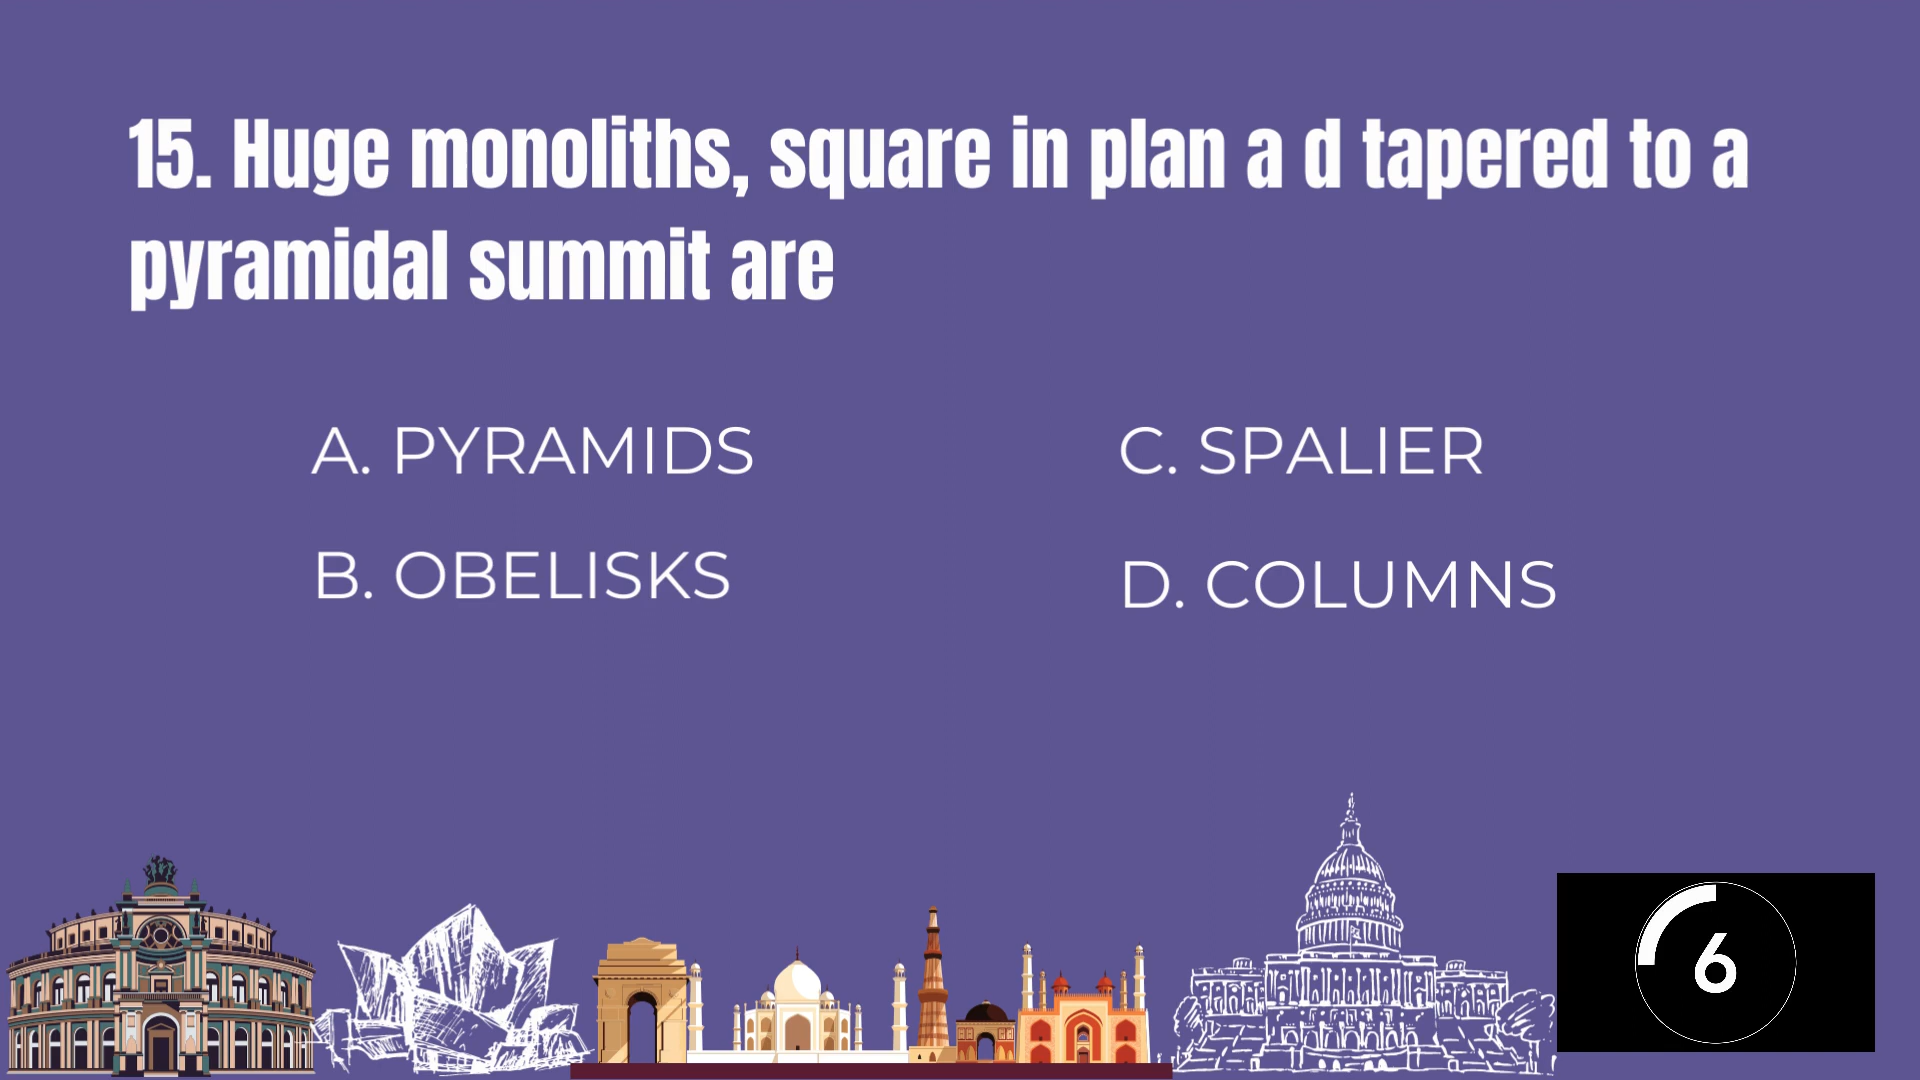 15. Huge monoliths, square in plan a d tapered to a
pyramidal summit are
A. PYRAMIDS
B. OBELISKS
C. SPALIER
D. COLUMNS
6